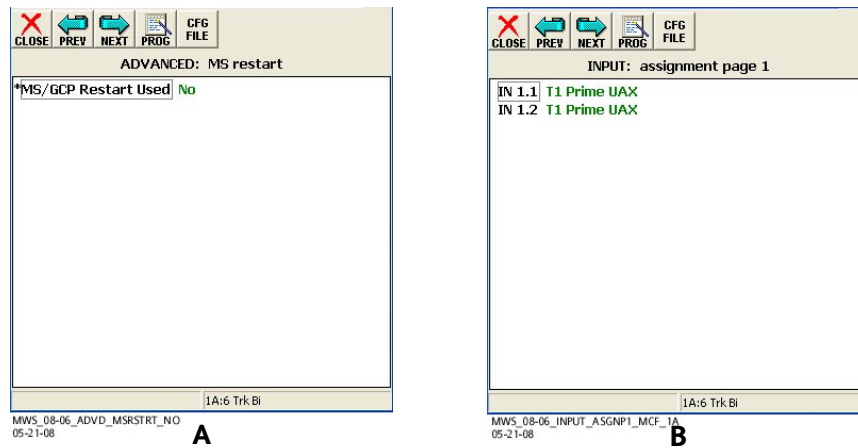 CLOSE PREV NEXT PROG CFG FILE
ADVANCED: MS restart
*MS/GCP Restart Used No
1A:6 Trk Bi
MWS_08-06_ADVD_MSRSTRT_NO
05-21-08
A
CLOSE PREV NEXT PROG CFG FILE
INPUT: assignment page 1
IN 1.1 T1 Prime UAX
IN 1.2 T1 Prime UAX
1A:6 Trk Bi
MWS_08-06_INPUT_ASGNP1_MCF_1A
05-21-08
B